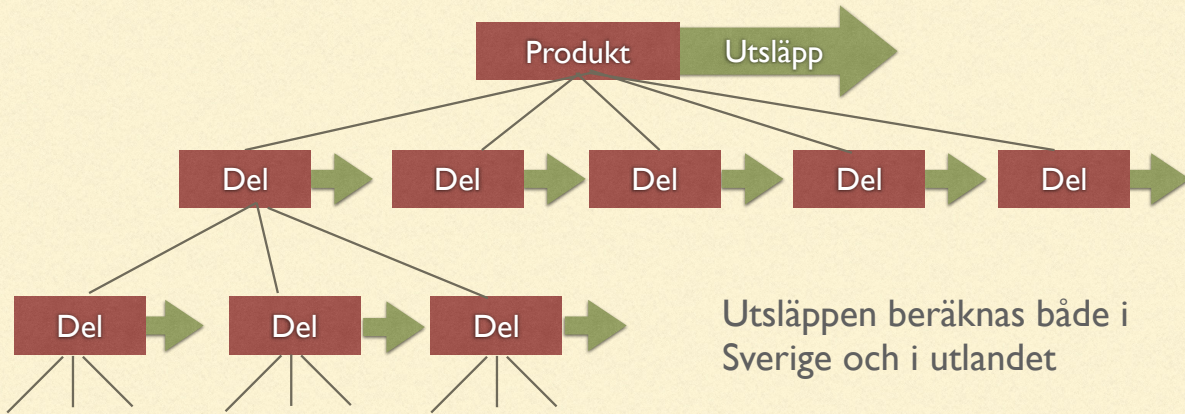 Produkt
Utsläpp
Del
Del
Del
Del
Del
Del
Del
Del
Utsläppen beräknas både i
Sverige och i utlandet